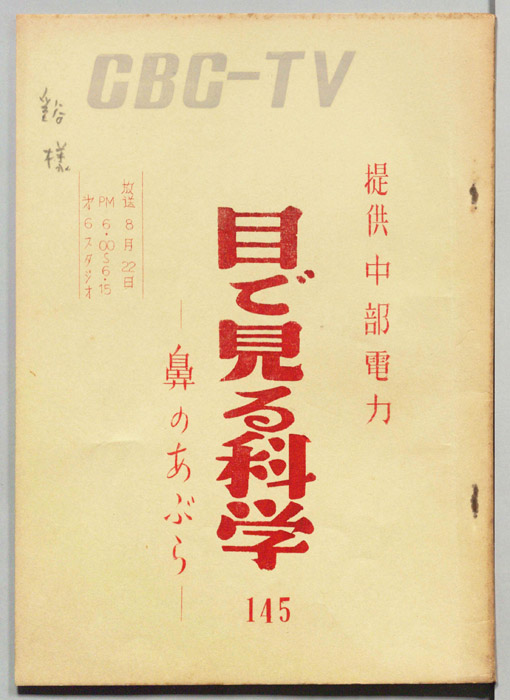 CBC-TV
提供 中部電力
目で見る科学
145
―鼻のあぶら―
放送 8月22日
PM 6.00〜6.15
才6スタジオ
様